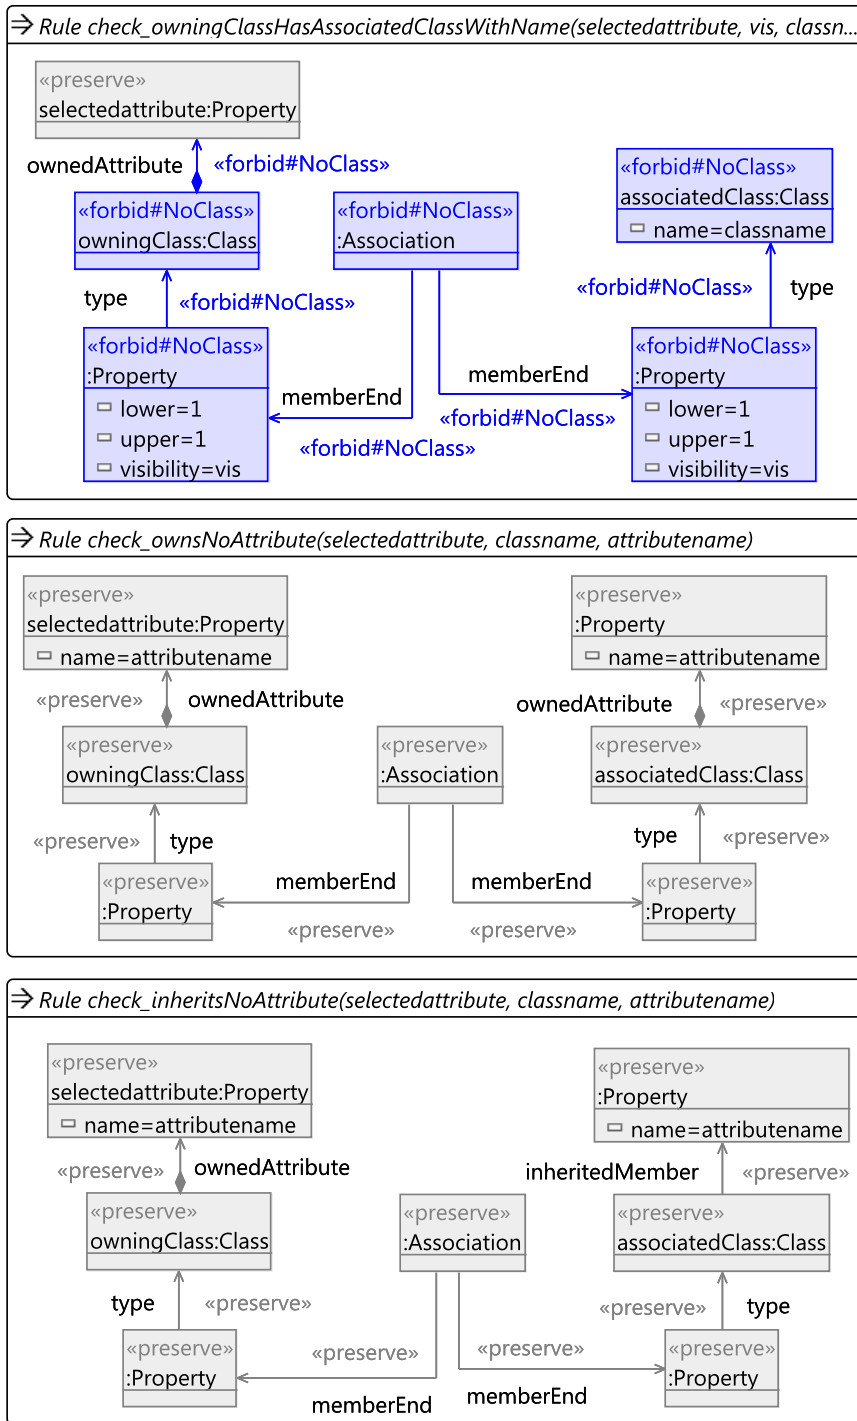 Rule check_owningClassHasAssociatedClassWithName(selectedattribute, vis, classn...
«preserve»
selectedattribute:Property
ownedAttribute
«forbid#NoClass»
«forbid#NoClass»
owningClass:Class
«forbid#NoClass»
:Association
«forbid#NoClass»
associatedClass:Class
name=classname
type
«forbid#NoClass»
«forbid#NoClass»
type
«forbid#NoClass»
:Property
lower=1
upper=1
visibility=vis
memberEnd
«forbid#NoClass»
memberEnd
«forbid#NoClass»
«forbid#NoClass»
:Property
lower=1
upper=1
visibility=vis
Rule check_ownsNoAttribute(selectedattribute, classname, attributename)
«preserve»
selectedattribute:Property
name=attributename
«preserve»
:Property
name=attributename
«preserve»
ownedAttribute
ownedAttribute
«preserve»
«preserve»
owningClass:Class
«preserve»
:Association
«preserve»
associatedClass:Class
«preserve»
type
type
«preserve»
«preserve»
:Property
memberEnd
«preserve»
memberEnd
«preserve»
«preserve»
:Property
Rule check_inheritsNoAttribute(selectedattribute, classname, attributename)
«preserve»
selectedattribute:Property
name=attributename
«preserve»
:Property
name=attributename
«preserve»
ownedAttribute
inheritedMember
«preserve»
«preserve»
owningClass:Class
«preserve»
:Association
«preserve»
associatedClass:Class
type
«preserve»
«preserve»
type
«preserve»
:Property
«preserve»
memberEnd
«preserve»
memberEnd
«preserve»
:Property